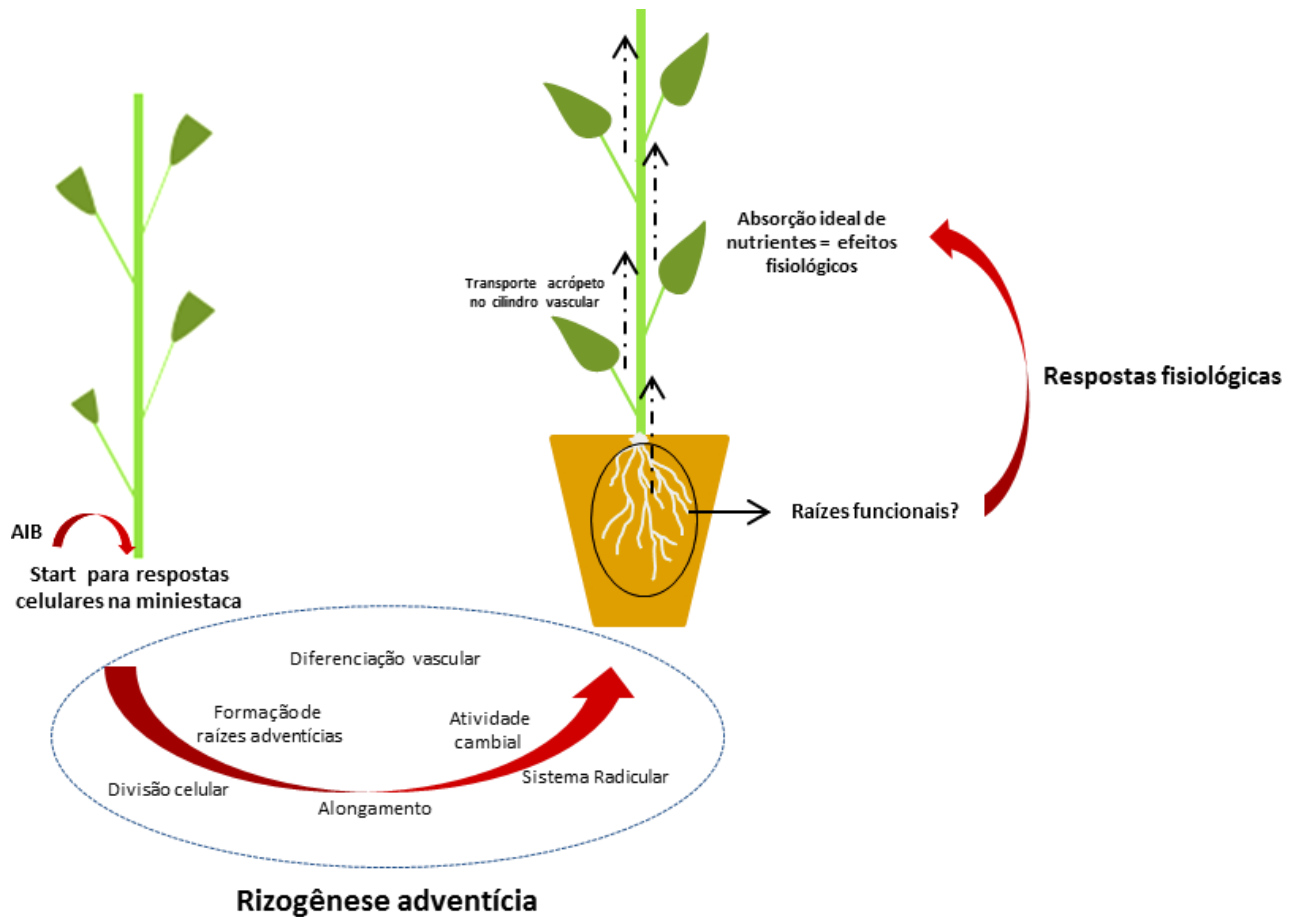 Absorção ideal de
nutrientes = efeitos
fisiológicos
Transporte acrópeto
no cilindro vascular
Respostas fisiológicas
Raízes funcionais?
AIB
Start para respostas
celulares na miniestaca
Diferenciação vascular
Formação de
raízes adventícias
Atividade
cambial
Divisão celular
Sistema Radicular
Alongamento
Rizogênese adventícia